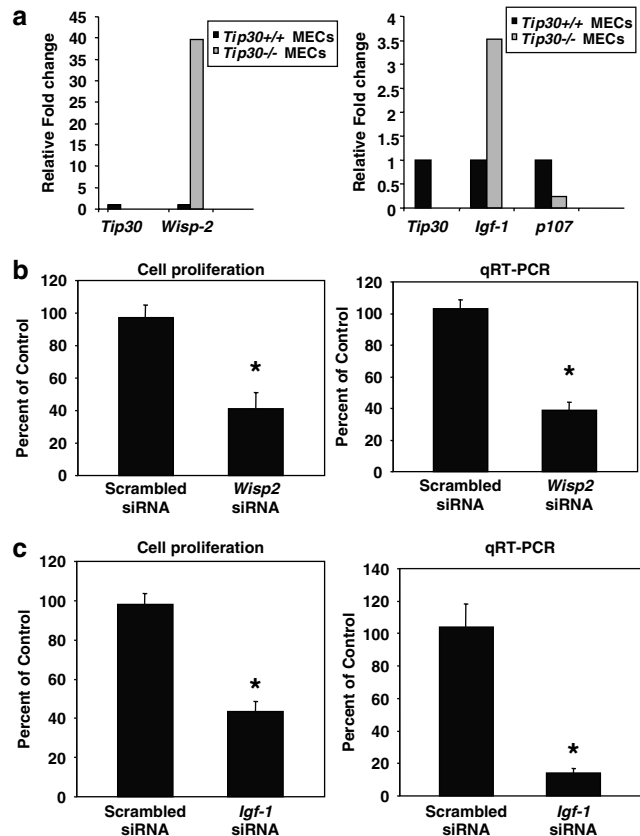 a
Relative Fold change
45
40
35
30
25
20
15
10
5
0
Tip30+/+ MECs
Tip30-/- MECs
Tip30 Wisp-2
Relative Fold change
4
3.5
3
2.5
2
1.5
1
0.5
0
Tip30+/+ MECs
Tip30-/- MECs
Tip30 Igf-1 p107
b
Cell proliferation
Percent of Control
120
100
80
60
40
20
0
*
Scrambled siRNA
Wisp2 siRNA
qRT-PCR
Percent of Control
120
100
80
60
40
20
0
*
Scrambled siRNA
Wisp2 siRNA
c
Cell proliferation
Percent of Control
120
100
80
60
40
20
0
*
Scrambled siRNA
Igf-1 siRNA
qRT-PCR
Percent of Control
140
120
100
80
60
40
20
0
*
Scrambled siRNA
Igf-1 siRNA